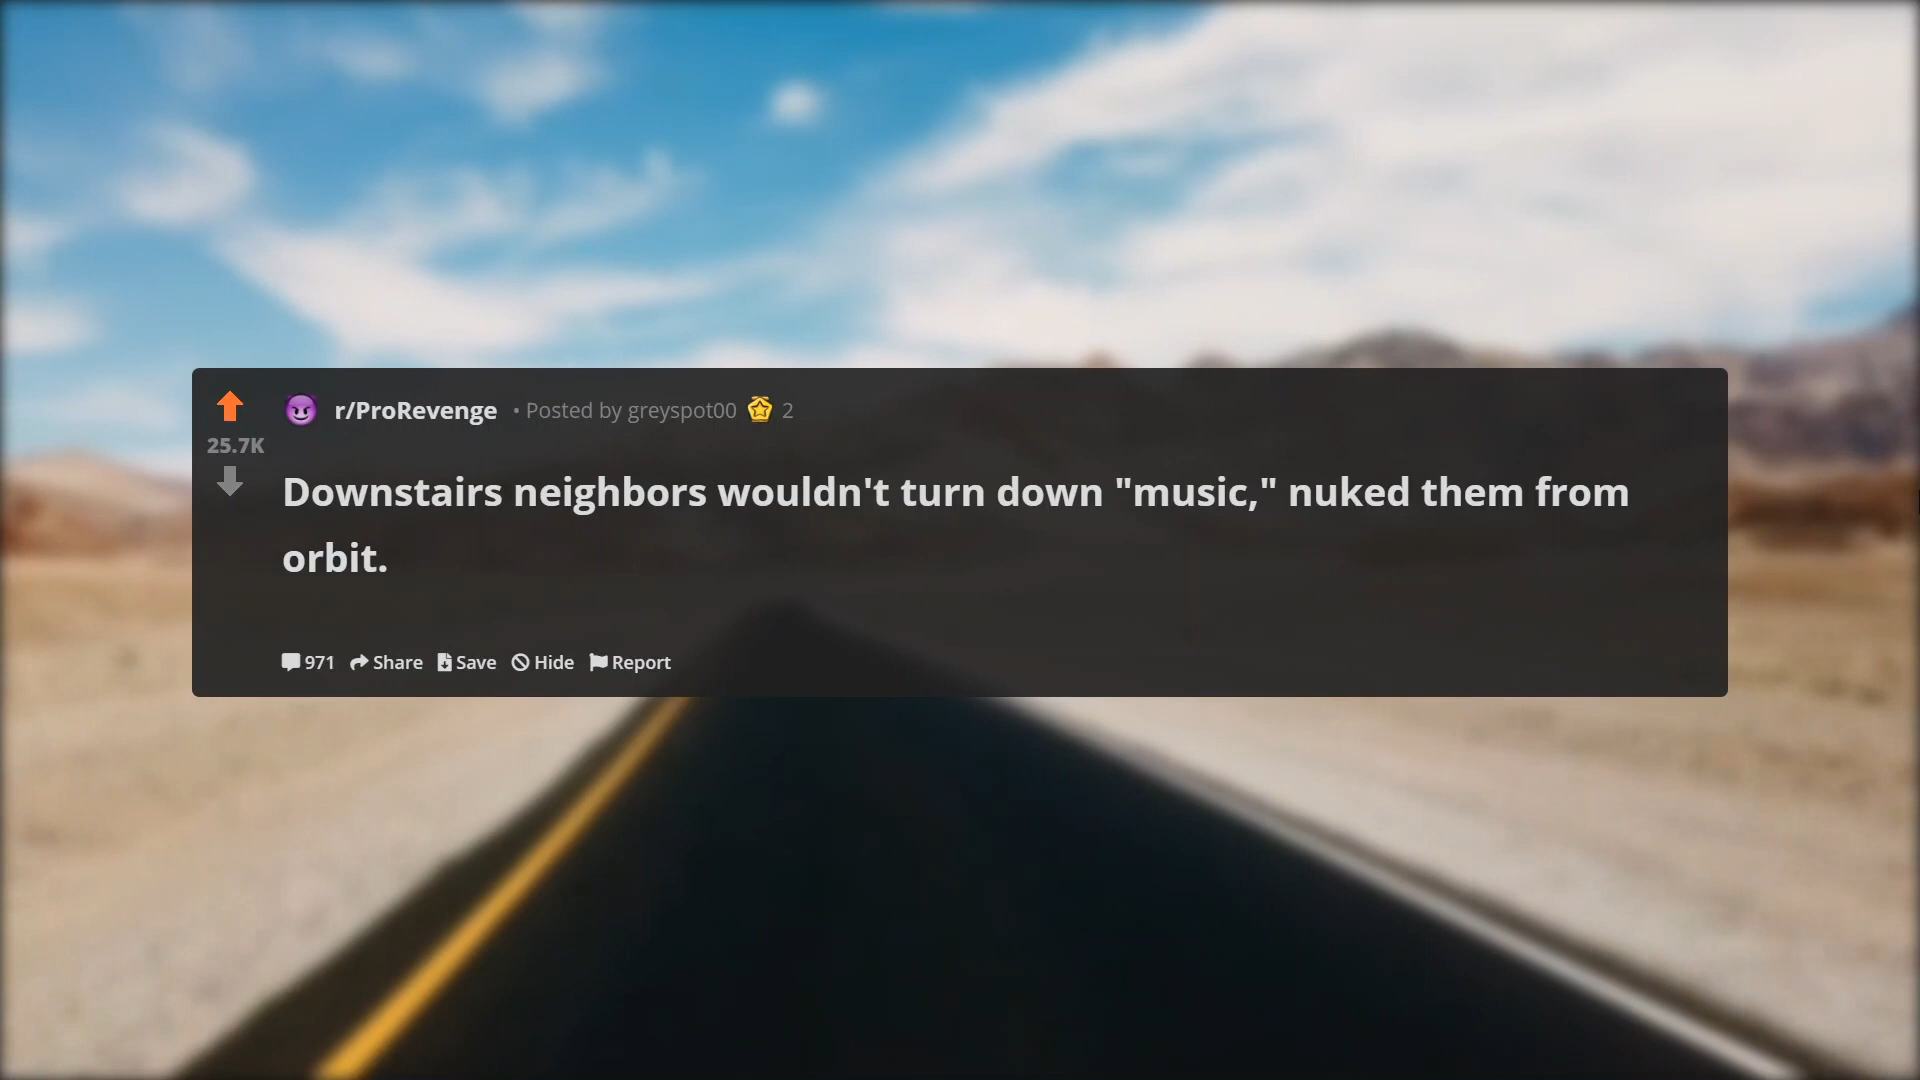 r/ProRevenge • Posted by greyspot00 2
25.7K
Downstairs neighbors wouldn't turn down "music," nuked them from
orbit.
971 Share Save Hide Report